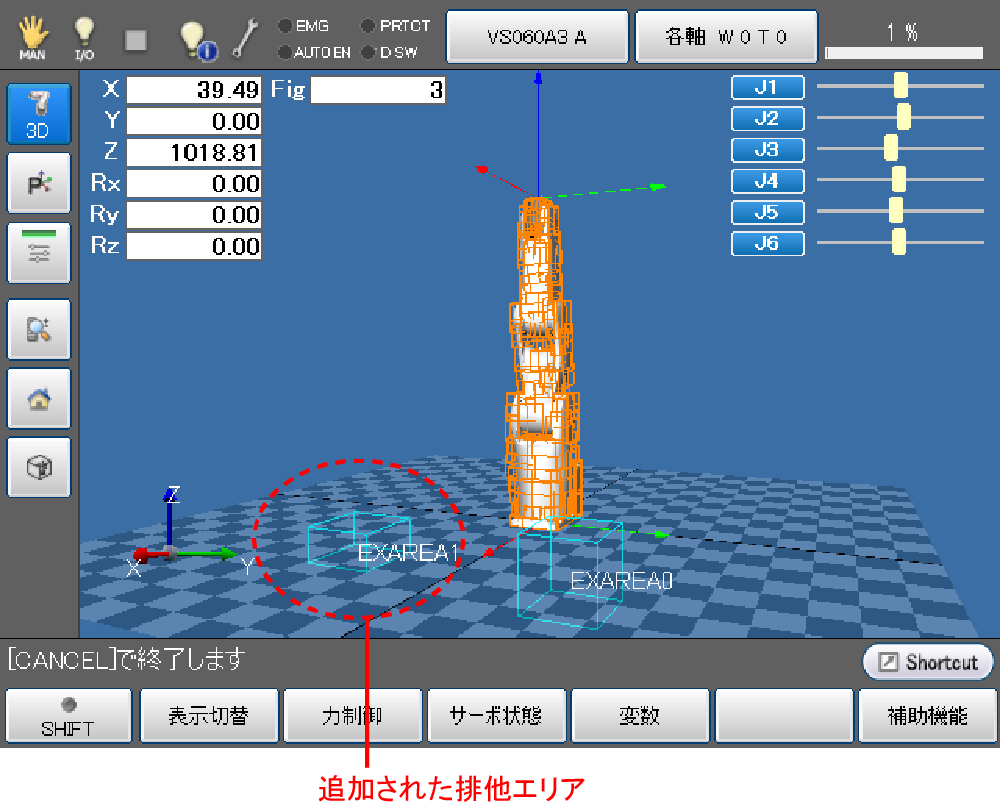 MAN
I/O
EMG
PRTCT
AUTO EN
D SW
VS060A3 A
各軸 W 0 T 0
1 %
3D
P
X 39.49 Fig 3
Y 0.00
Z 1018.81
Rx 0.00
Ry 0.00
Rz 0.00
J1
J2
J3
J4
J5
J6
Z
X
Y
EXAREA1
EXAREA0
[CANCEL]で終了します
Shortcut
SHIFT
表示切替
力制御
サーボ状態
変数
補助機能
追加された排他エリア